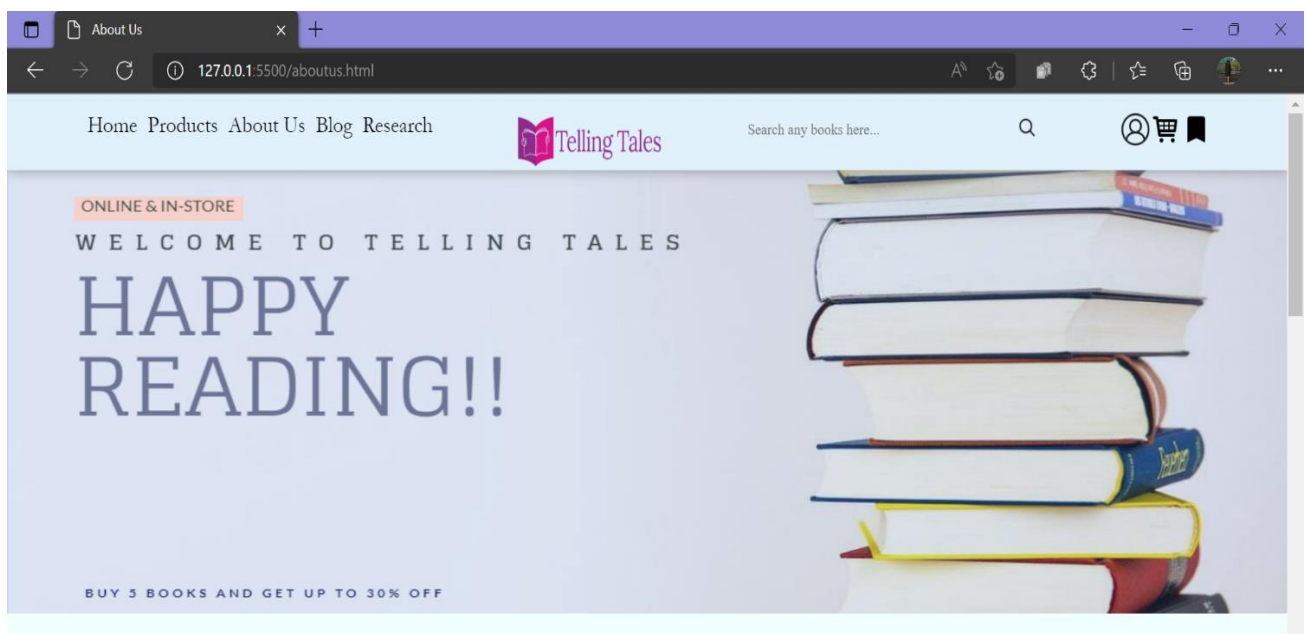 About Us
127.0.0.1:5500/aboutus.html
Home Products About Us Blog Research
Telling Tales
Search any books here...
ONLINE & IN-STORE
WELCOME TO TELLING TALES
HAPPY
READING!!
BUY 5 BOOKS AND GET UP TO 30% OFF